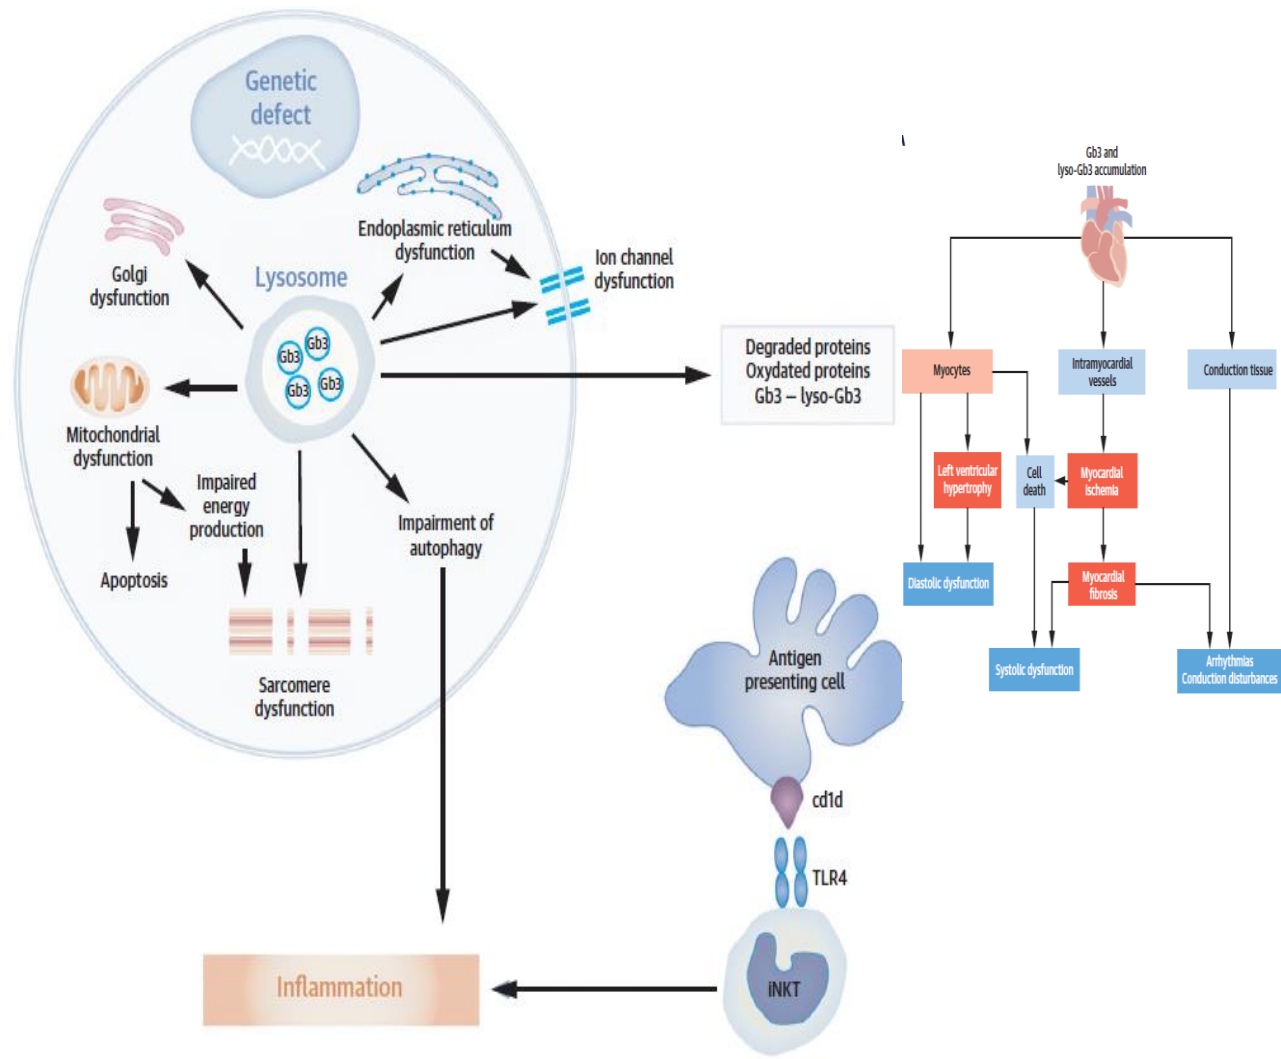 Genetic
defect
Endoplasmic reticulum
dysfunction
Golgi
dysfunction
Lysosome
Ion channel
dysfunction
Gb3
Gb3
Gb3
Gb3
Mitochondrial
dysfunction
Impaired
energy
production
Apoptosis
Impairment of
autophagy
Sarcomere
dysfunction
Degraded proteins
Oxydated proteins
Gb3 – lyso-Gb3
Antigen
presenting cell
cd1d
TLR4
iNKT
Inflammation
Gb3 and
lyso-Gb3 accumulation
Myocytes
Intramyocardial
vessels
Conduction tissue
Left ventricular
hypertrophy
Cell
death
Myocardial
ischemia
Diastolic dysfunction
Myocardial
fibrosis
Systolic dysfunction
Arrhythmias
Conduction disturbances